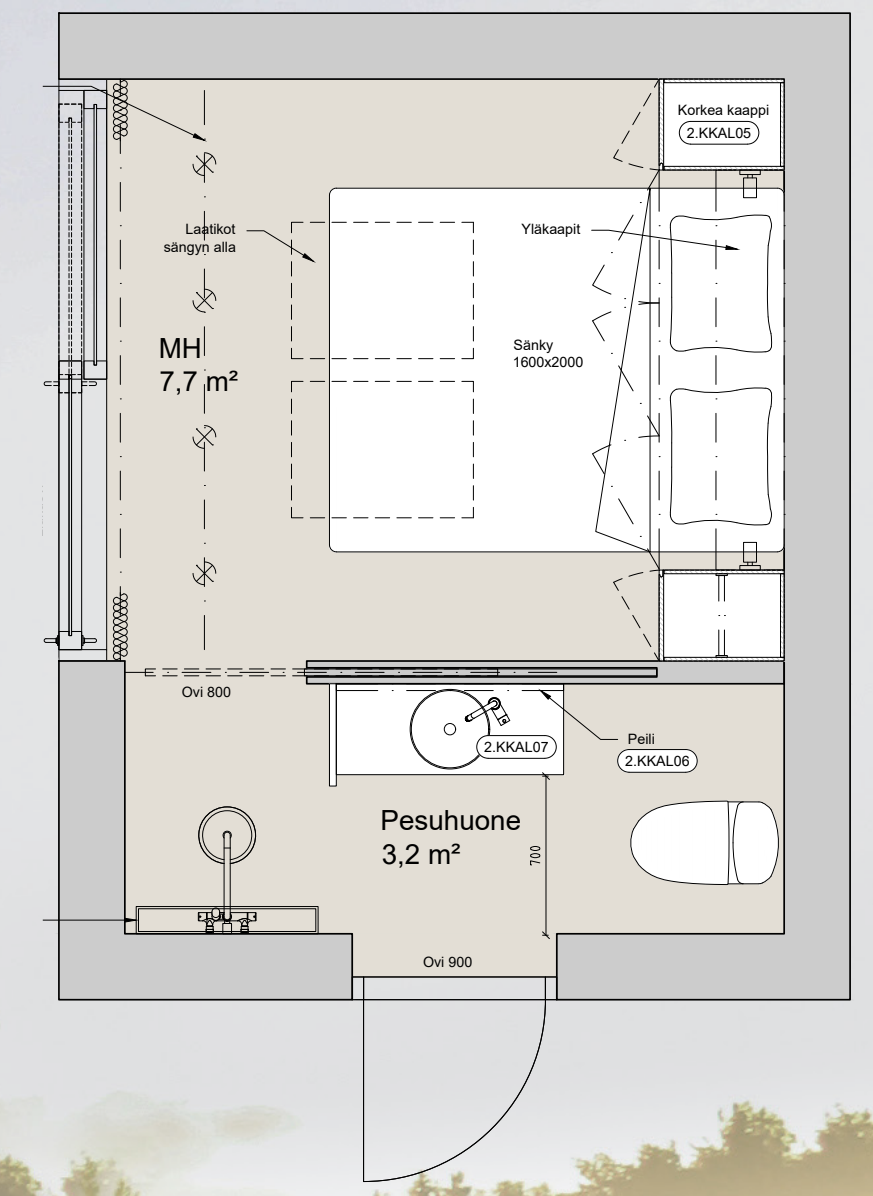 Korkea kaappi
2.KKAL05
Laatikot
sängyn alla
Yläkaapit
MH
7,7 m²
Sänky
1600x2000
Ovi 800
2.KKAL07
Peili
2.KKAL06
Pesuhuone
3,2 m²
700
Ovi 900